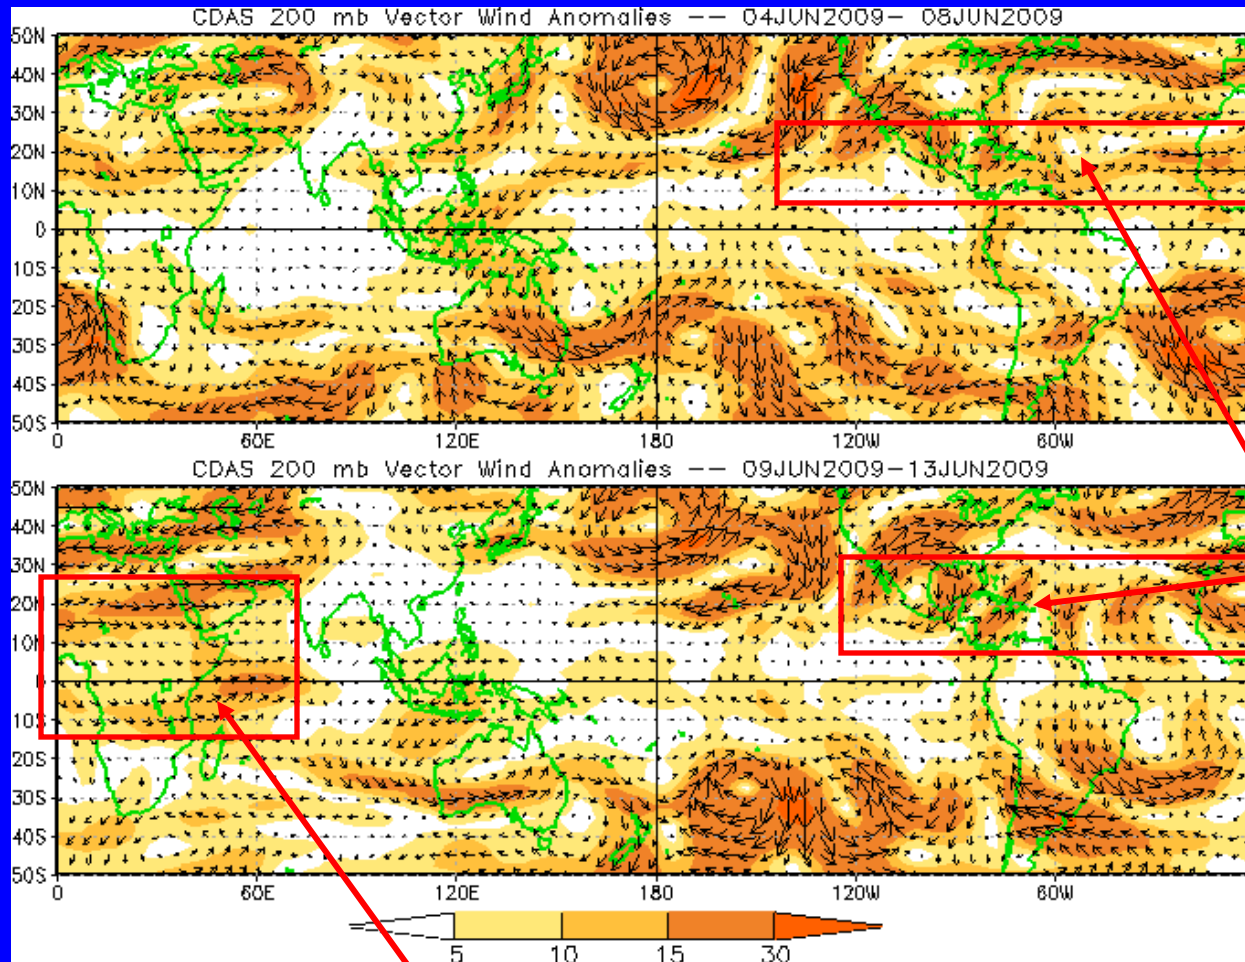 CDAS 200 mb Vector Wind Anomalies -- 04JUN2009- 08JUN2009
50N
40N
30N
20N
10N
0
10S
20S
30S
40S
50S
0 60E 120E 180 120W 60W
CDAS 200 mb Vector Wind Anomalies -- 09JUN2009-13JUN2009
50N
40N
30N
20N
10N
10S
20S
30S
40S
50S
0 60E 120E 180 120W 60W
5 10 15 30